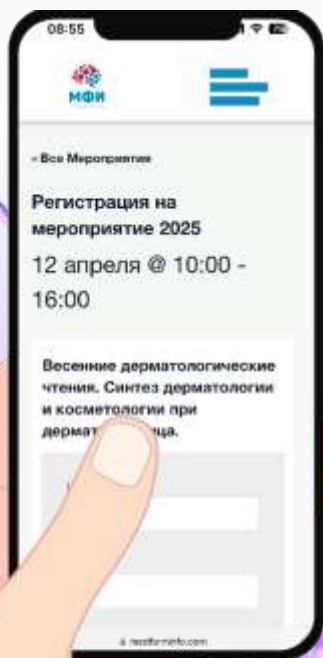 08:55
МФИ
« Все Мероприятия
Регистрация на
мероприятие 2025
12 апреля @ 10:00 -
16:00
Весенние дерматологические
чтения. Синтез дерматологии
и косметологии при